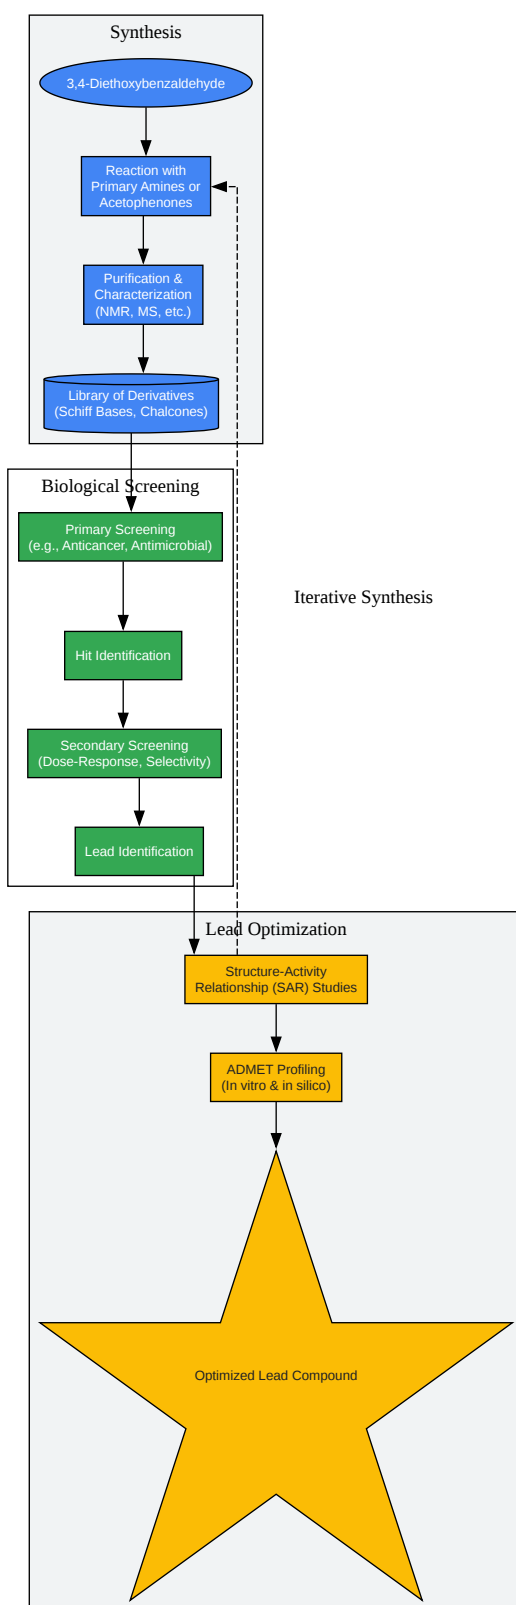 Synthesis
3,4-Diethoxybenzaldehyde
Reaction with
Primary Amines or
Acetophenones
Purification &
Characterization
(NMR, MS, etc.)
Library of Derivatives
(Schiff Bases, Chalcones)
Biological Screening
Primary Screening
(e.g., Anticancer, Antimicrobial)
Iterative Synthesis
Hit Identification
Secondary Screening
(Dose-Response, Selectivity)
Lead Identification
Lead Optimization
Structure-Activity
Relationship (SAR) Studies
ADMET Profiling
(In vitro & in silico)
Optimized Lead Compound